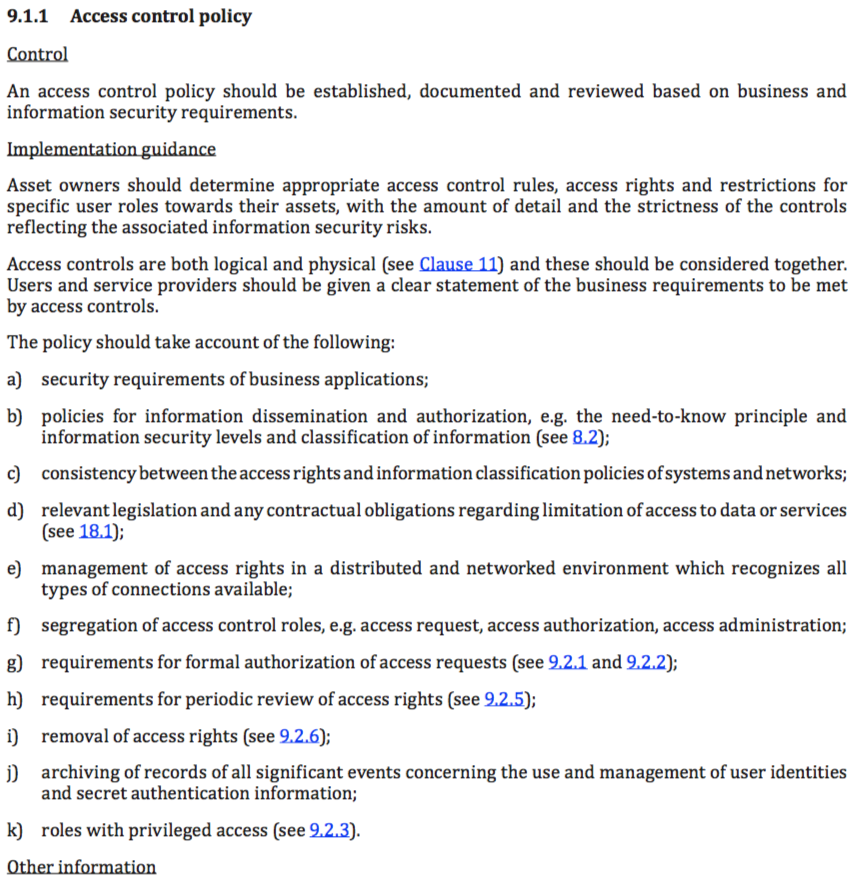 9.1.1 Access control policy
Control
An access control policy should be established, documented and reviewed based on business and
information security requirements.
Implementation guidance
Asset owners should determine appropriate access control rules, access rights and restrictions for
specific user roles towards their assets, with the amount of detail and the strictness of the controls
reflecting the associated information security risks.
Access controls are both logical and physical (see Clause 11) and these should be considered together.
Users and service providers should be given a clear statement of the business requirements to be met
by access controls.
The policy should take account of the following:
a) security requirements of business applications;
b) policies for information dissemination and authorization, e.g. the need-to-know principle and
information security levels and classification of information (see 8.2);
c) consistency between the access rights and information classification policies of systems and networks;
d) relevant legislation and any contractual obligations regarding limitation of access to data or services
(see 18.1);
e) management of access rights in a distributed and networked environment which recognizes all
types of connections available;
f) segregation of access control roles, e.g. access request, access authorization, access administration;
g) requirements for formal authorization of access requests (see 9.2.1 and 9.2.2);
h) requirements for periodic review of access rights (see 9.2.5);
i) removal of access rights (see 9.2.6);
j) archiving of records of all significant events concerning the use and management of user identities
and secret authentication information;
k) roles with privileged access (see 9.2.3).
Other information